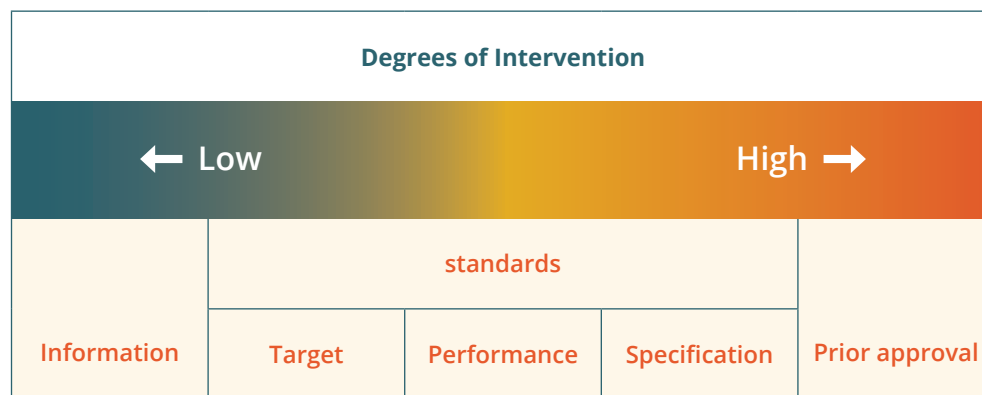 Degrees of Intervention
Low
High
standards
Information
Target
Performance
Specification
Prior approval